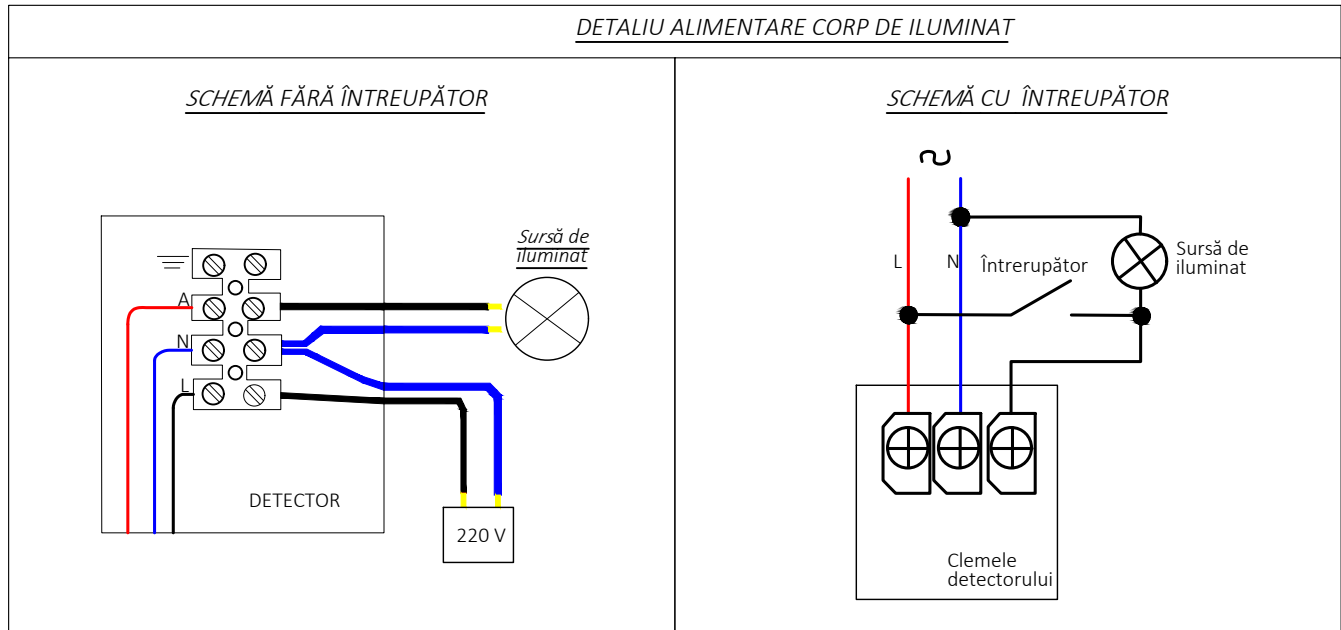 DETALIU ALIMENTARE CORP DE ILUMINAT
SCHEMĂ FĂRĂ ÎNTREUPĂTOR
Sursă de
iluminat
A
N
L
DETECTOR
220 V
SCHEMĂ CU ÎNTREUPĂTOR
L
N
Întrerupător
Sursă de
iluminat
Clemele
detectorului